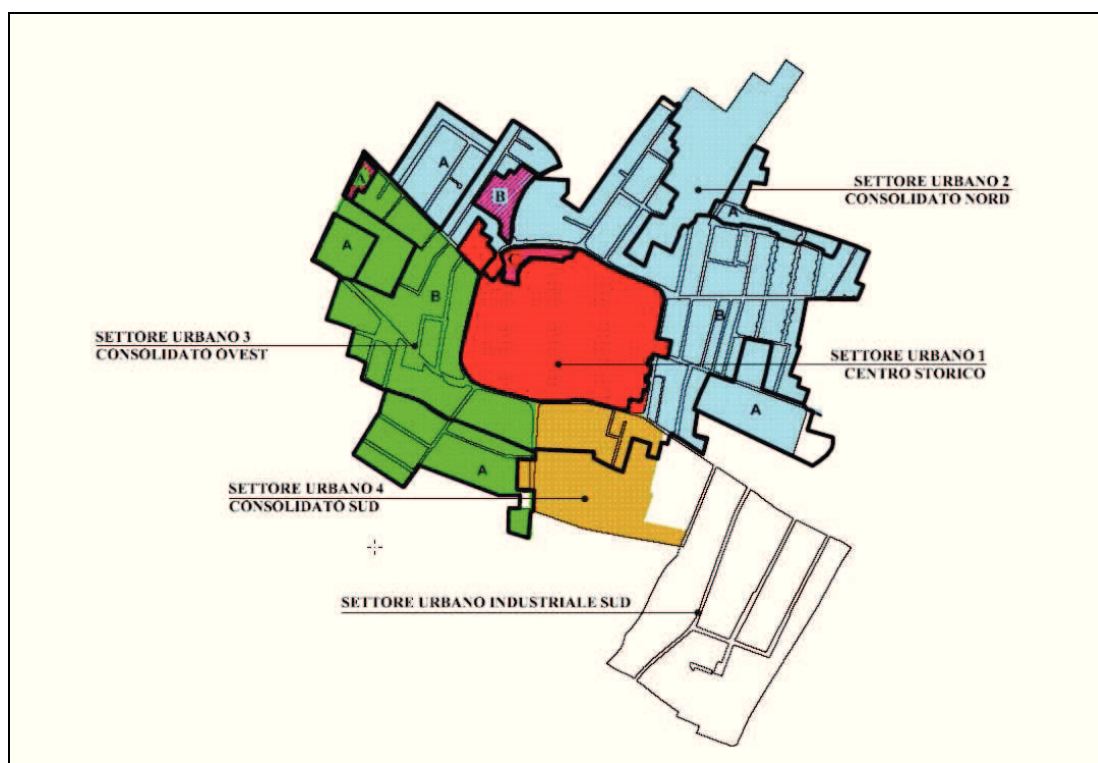 A
A
B
SETTORE URBANO 2
CONSOLIDATO NORD
A
A
C
B
B
SETTORE URBANO 3
CONSOLIDATO OVEST
SETTORE URBANO 1
CENTRO STORICO
A
A
SETTORE URBANO 4
CONSOLIDATO SUD
SETTORE URBANO INDUSTRIALE SUD